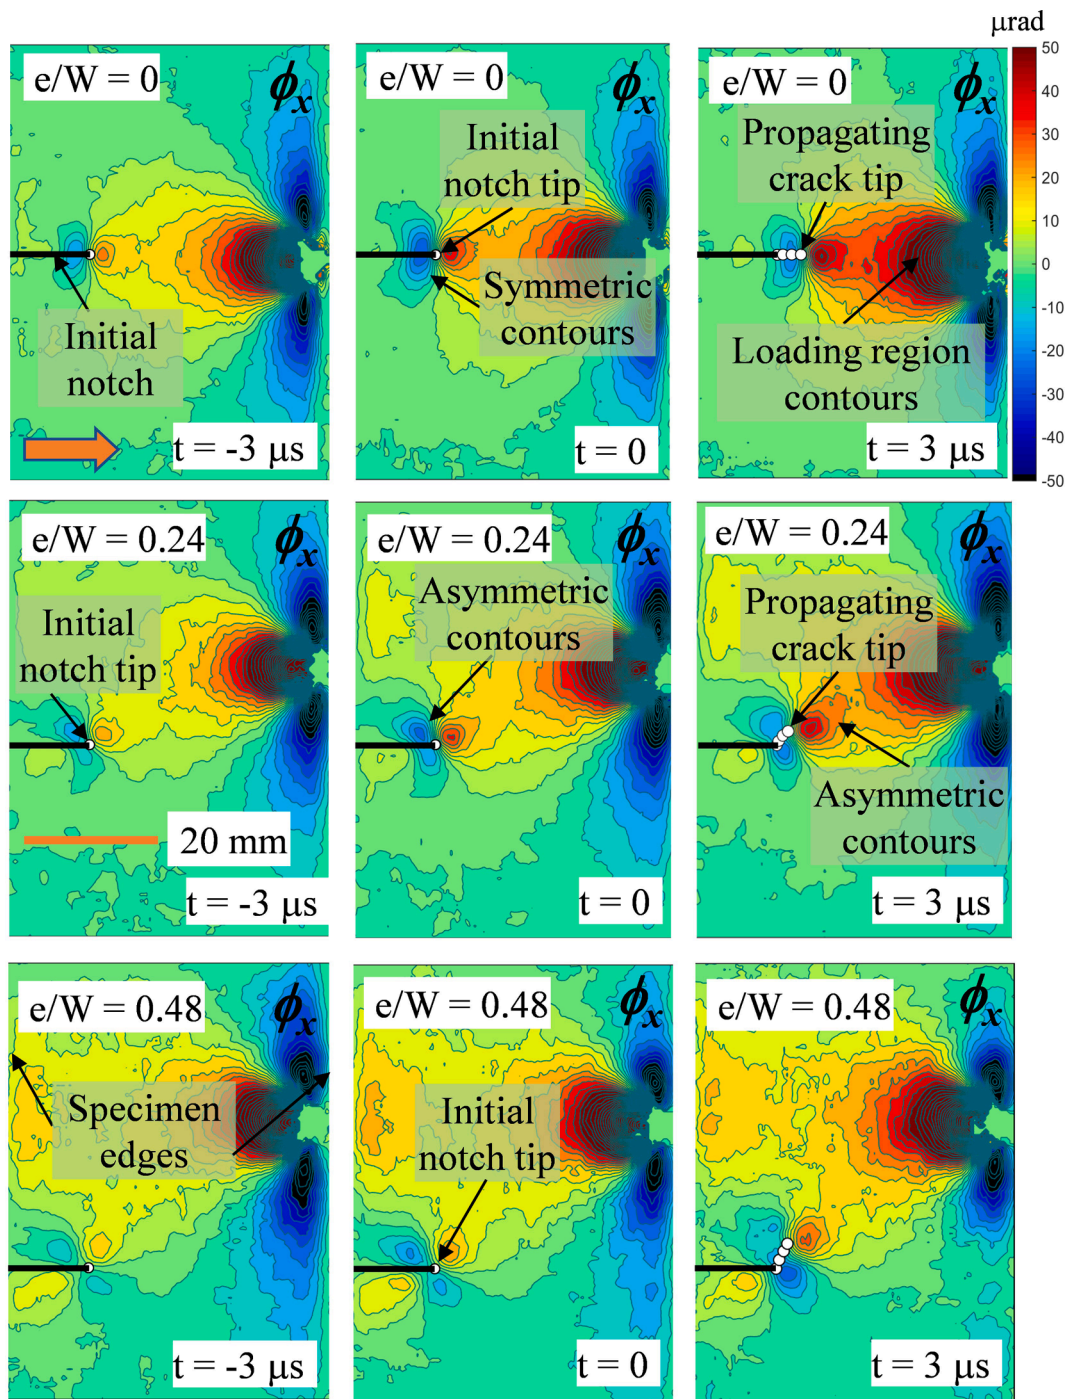 μrad
e/W = 0
ϕx
Initial
notch tip
Symmetric
contours
Initial
notch
t = -3 μs
e/W = 0
ϕx
t = 0
e/W = 0
ϕx
Propagating
crack tip
Loading region
contours
t = 3 μs
50
40
30
20
10
0
-10
-20
-30
-40
-50
e/W = 0.24
ϕx
Initial
notch tip
20 mm
t = -3 μs
e/W = 0.24
ϕx
Asymmetric
contours
t = 0
e/W = 0.24
ϕx
Propagating
crack tip
Asymmetric
contours
t = 3 μs
e/W = 0.48
ϕx
Specimen
edges
t = -3 μs
e/W = 0.48
ϕx
Initial
notch tip
t = 0
e/W = 0.48
ϕx
t = 3 μs